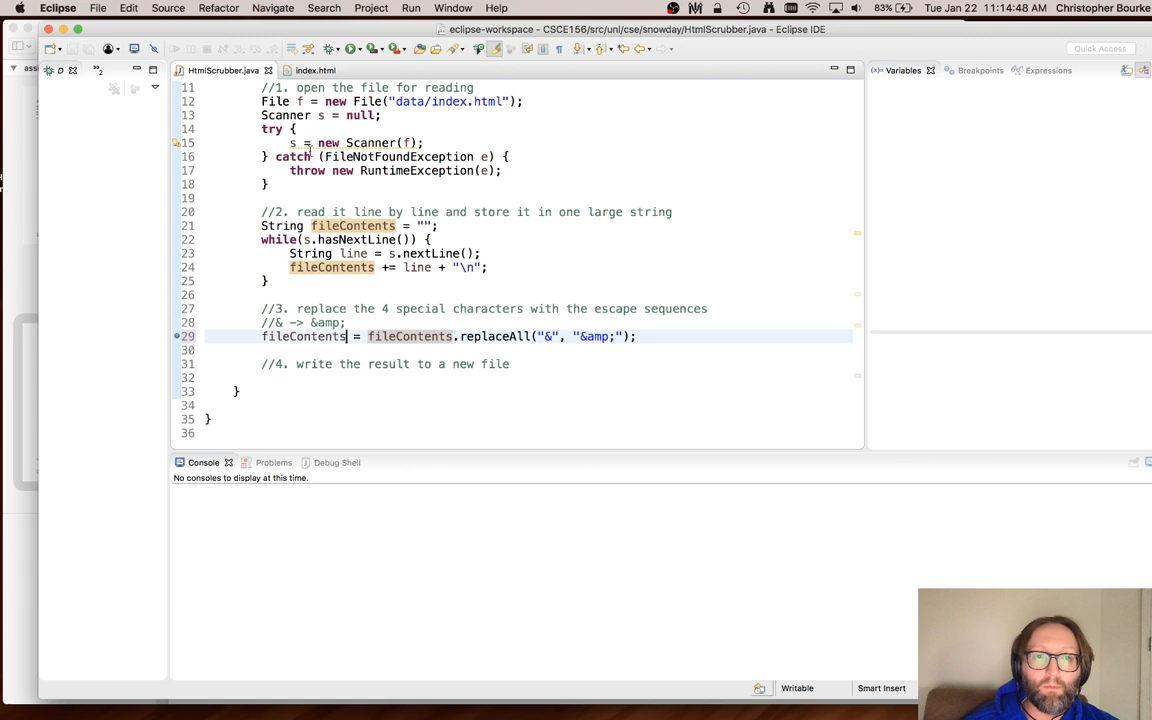 Eclipse File Edit Source Refactor Navigate Search Project Run Window Help 83% Tue Jan 22 11:14:48 AM Christopher Bourke
eclipse-workspace - CSCE156/src/unl/cse/snowday/HtmlScrubber.java - Eclipse IDE
Quick Access
assi
D
HtmlScrubber.java
index.html
(x)= Variables
Breakpoints
Expressions
11 //1. open the file for reading
12 File f = new File("data/index.html");
13 Scanner s = null;
14 try {
15 s = new Scanner(f);
16 } catch (FileNotFoundException e) {
17 throw new RuntimeException(e);
18 }
19
20 //2. read it line by line and store it in one large string
21 String fileContents = "";
22 while(s.hasNextLine()) {
23 String line = s.nextLine();
24 fileContents += line + "\n";
25 }
26
27 //3. replace the 4 special characters with the escape sequences
28 //& -> &amp;
29 fileContents = fileContents.replaceAll("&", "&amp;");
30
31 //4. write the result to a new file
32
33 }
34
35 }
36
Console
Problems
Debug Shell
No consoles to display at this time.
Writable
Smart Insert